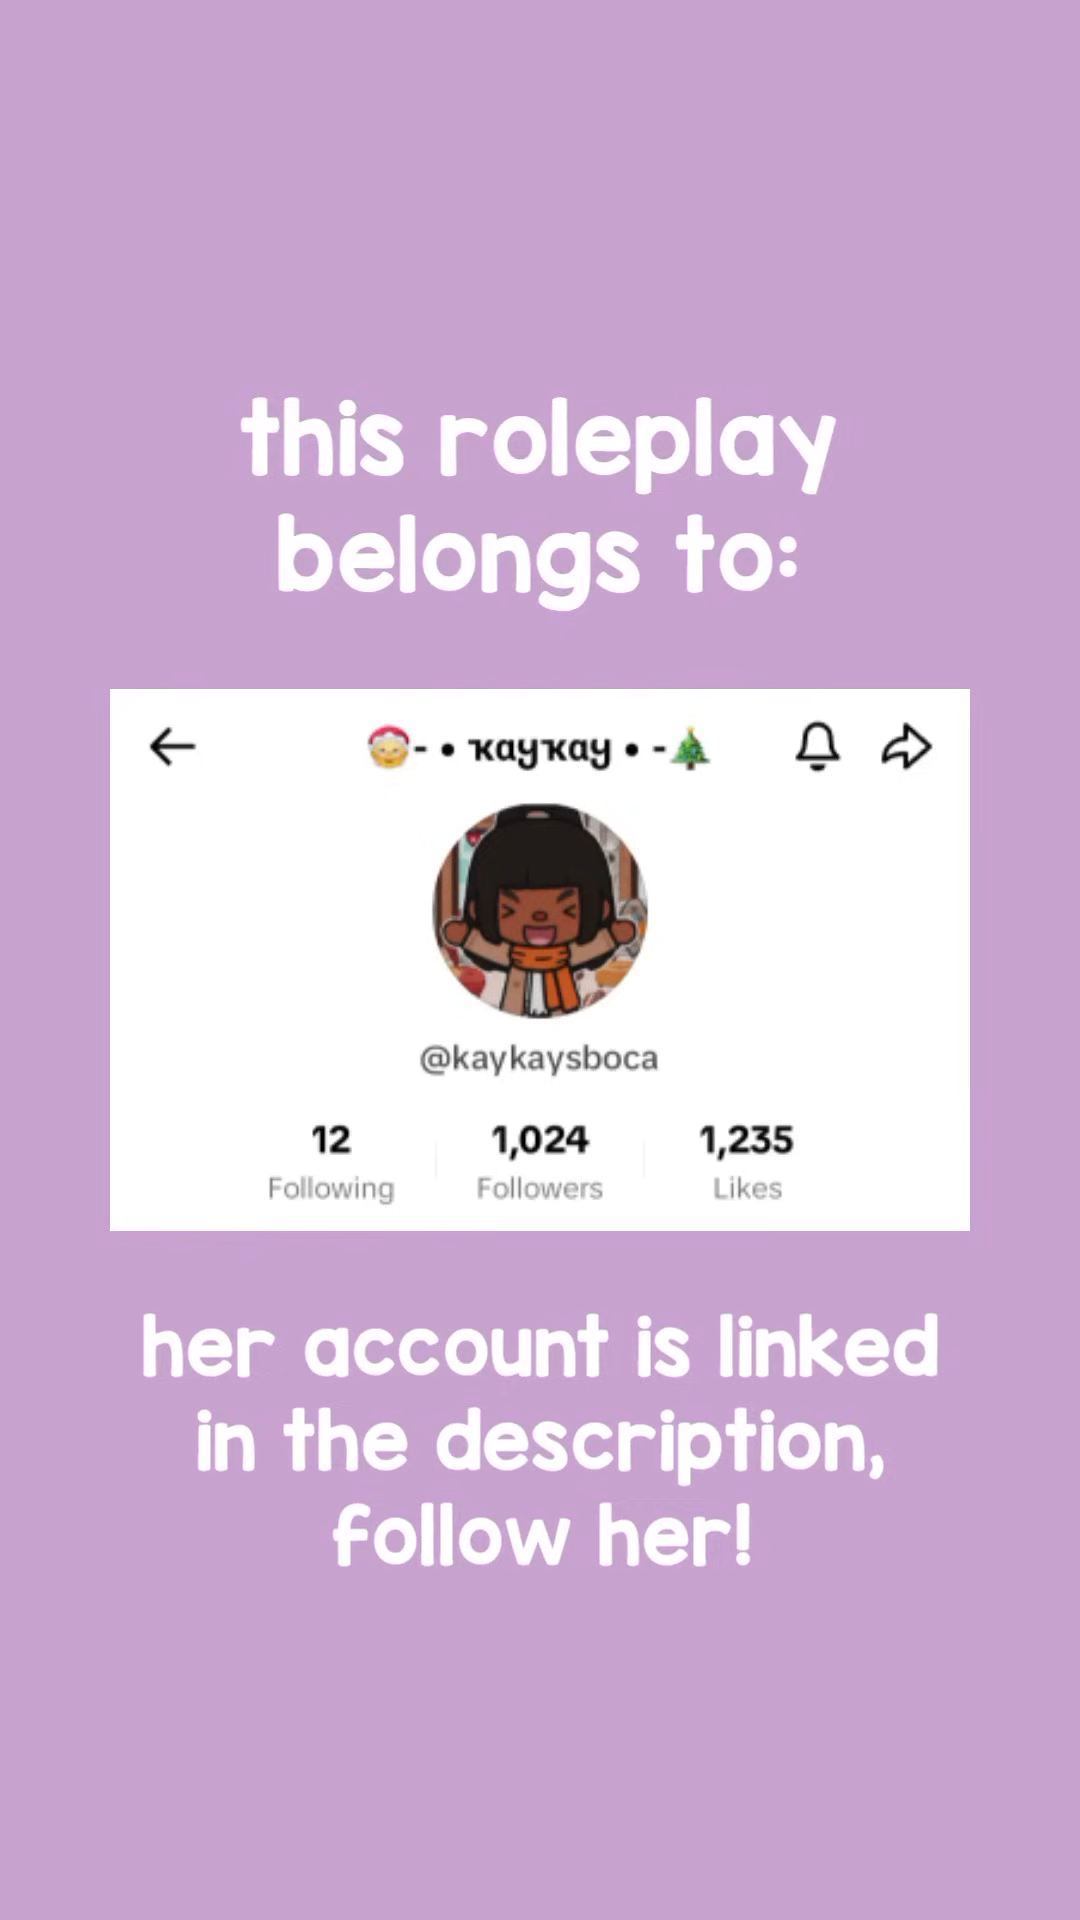 this roleplay
belongs to:
🤶- • ҡαყҡαყ • -🎄
@kaykaysboca
12 1,024 1,235
Following Followers Likes
her account is linked
in the description,
follow her!